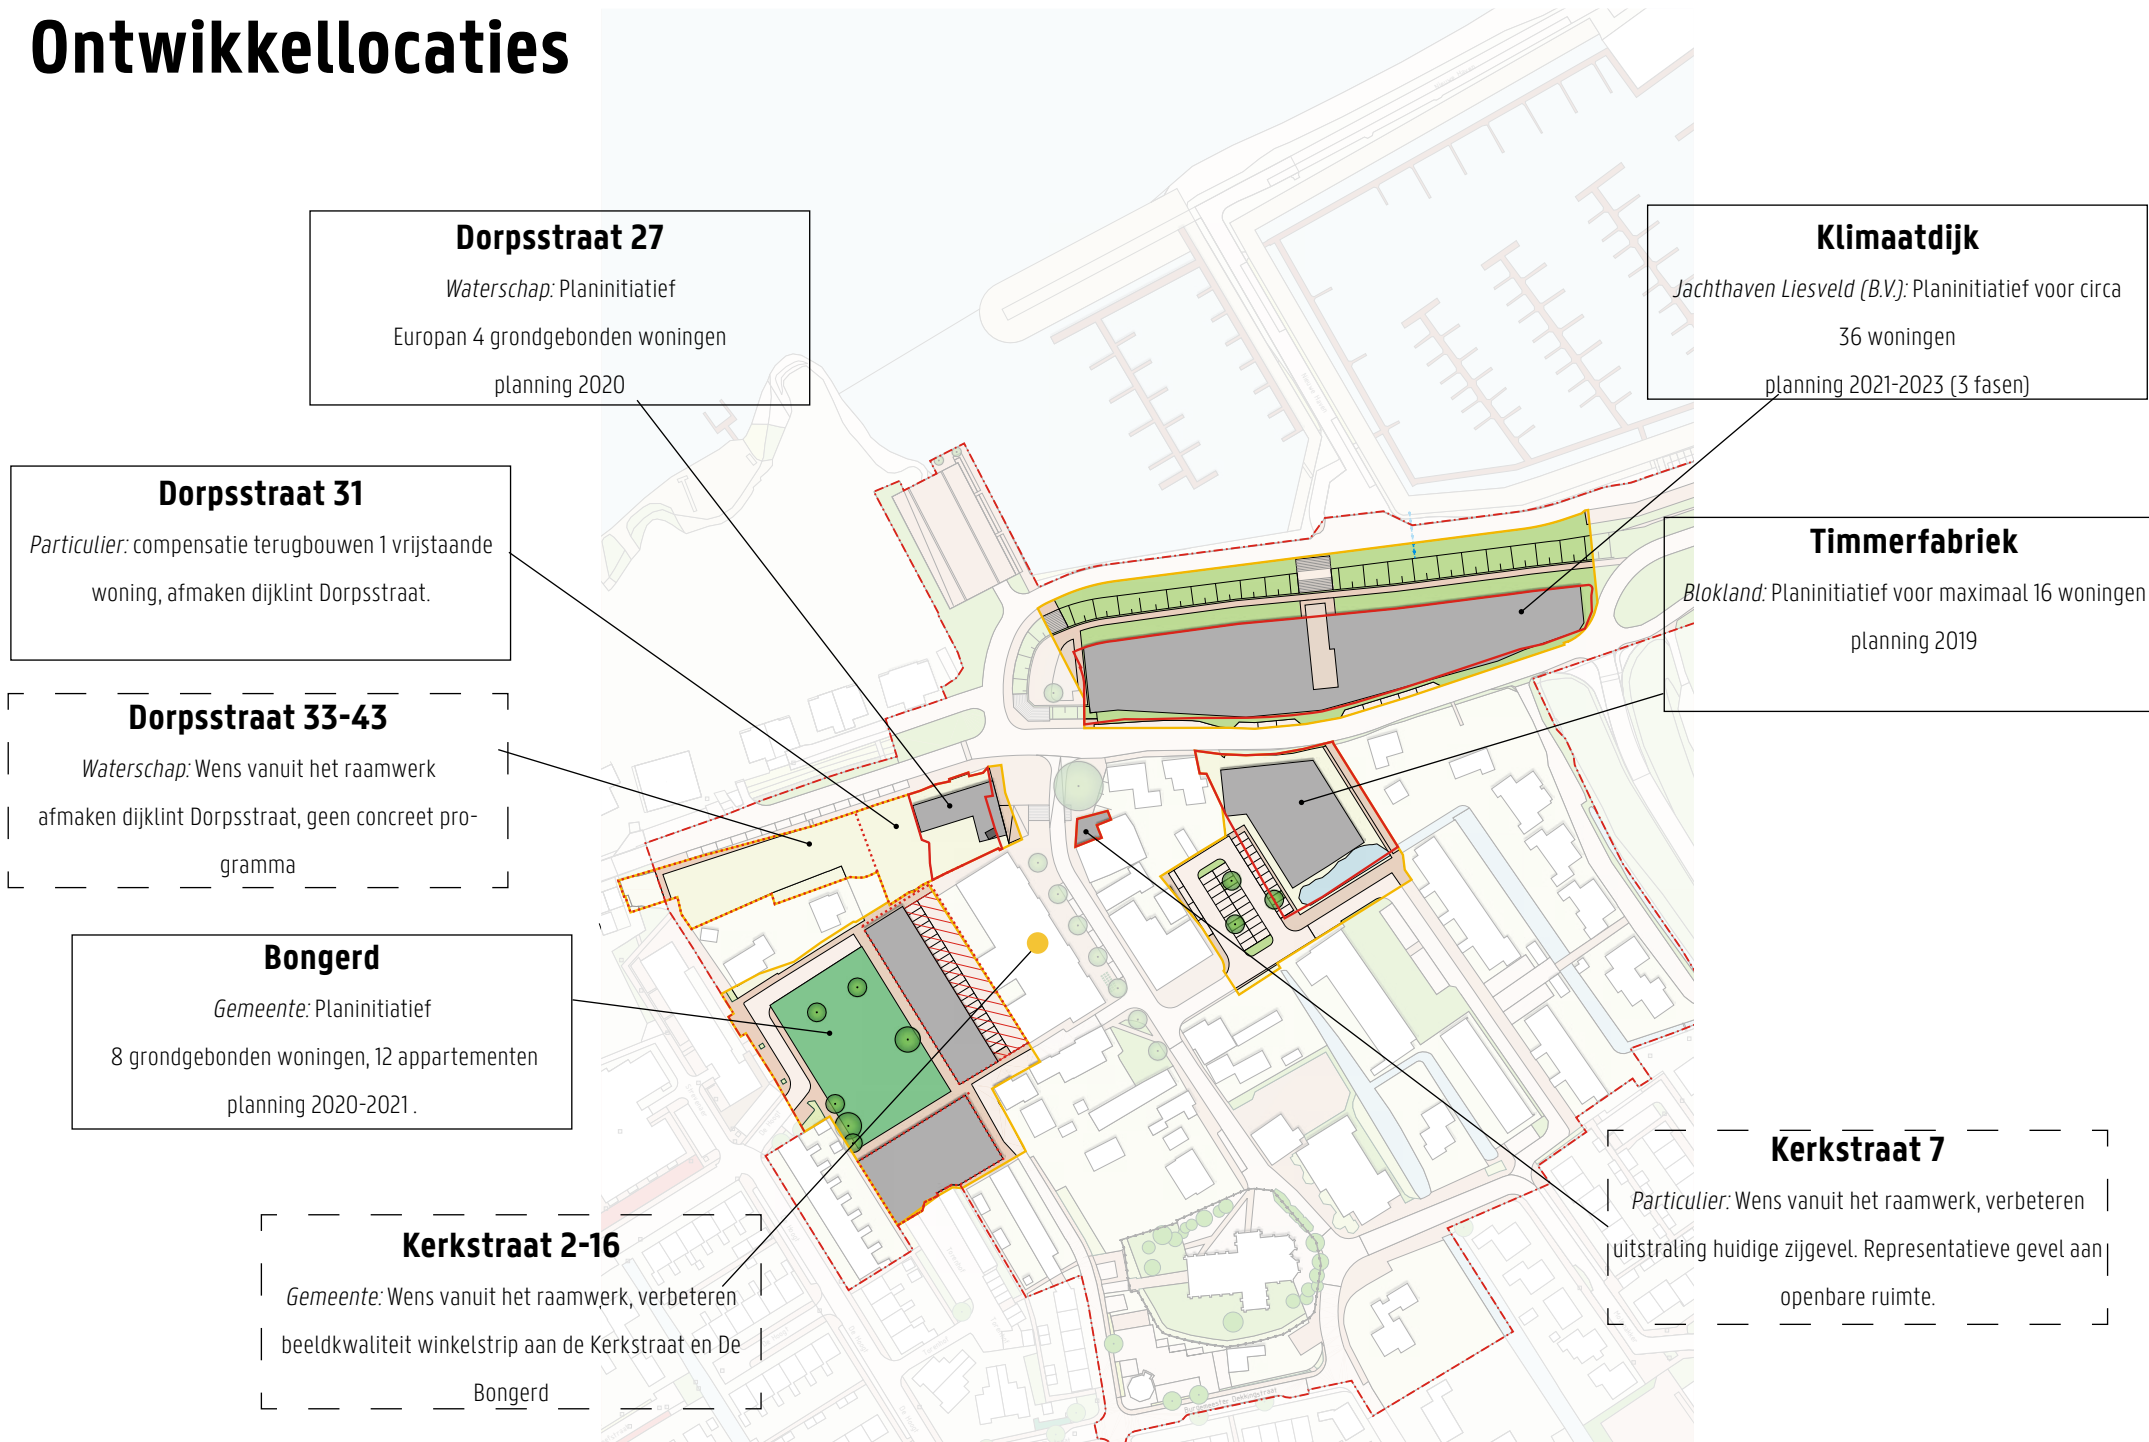 Ontwikkellocaties
Dorpsstraat 27
Waterschap: Planinitiatief
Europan 4 grondgebonden woningen
planning 2020
Klimaatdijk
Jachthaven Liesveld (B.V.): Planinitiatief voor circa
36 woningen
planning 2021-2023 (3 fasen)
Dorpsstraat 31
Particulier: compensatie terugbouwen 1 vrijstaande
woning, afmaken dijklint Dorpsstraat.
Timmerfabriek
Blokland: Planinitiatief voor maximaal 16 woningen
planning 2019
Dorpsstraat 33-43
Waterschap: Wens vanuit het raamwerk
afmaken dijklint Dorpsstraat, geen concreet pro-
gramma
Bongerd
Gemeente: Planinitiatief
8 grondgebonden woningen, 12 appartementen
planning 2020-2021 .
Kerkstraat 7
Particulier: Wens vanuit het raamwerk, verbeteren
uitstraling huidige zijgevel. Representatieve gevel aan
openbare ruimte.
Kerkstraat 2-16
Gemeente: Wens vanuit het raamwerk, verbeteren
beeldkwaliteit winkelstrip aan de Kerkstraat en De
Bongerd
Burgemeester Dekkingstraat